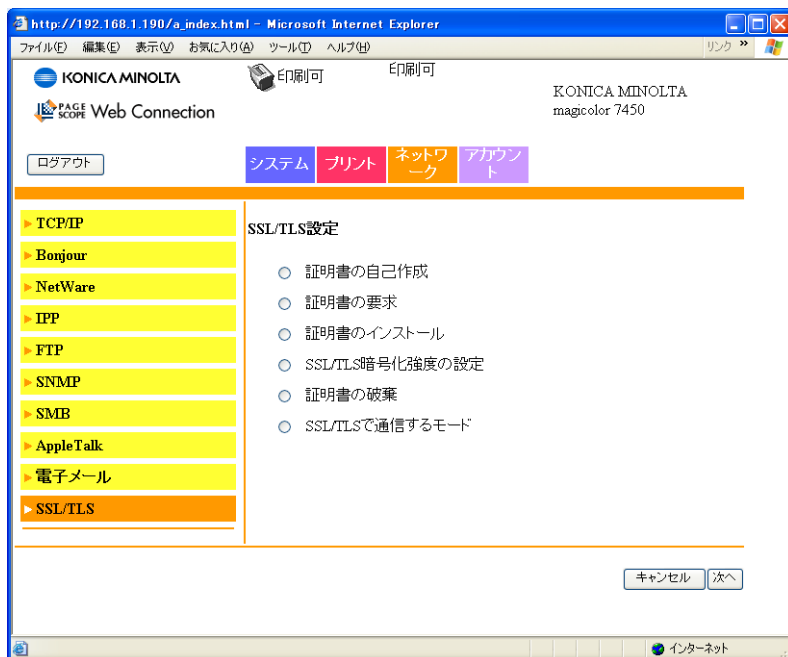 http://192.168.1.190/a_index.html - Microsoft Internet Explorer
ファイル(F) 編集(E) 表示(V) お気に入り(A) ツール(T) ヘルプ(H) リンク »
KONICA MINOLTA
印刷可
印刷可
KONICA MINOLTA
magicolor 7450
PAGE SCOPE Web Connection
ログアウト
システム
プリント
ネットワーク
アカウント
TCP/IP
Bonjour
NetWare
IPP
FTP
SNMP
SMB
AppleTalk
電子メール
SSL/TLS
SSL/TLS設定
証明書の自己作成
証明書の要求
証明書のインストール
SSL/TLS暗号化強度の設定
証明書の破棄
SSL/TLSで通信するモード
キャンセル 次へ
インターネット